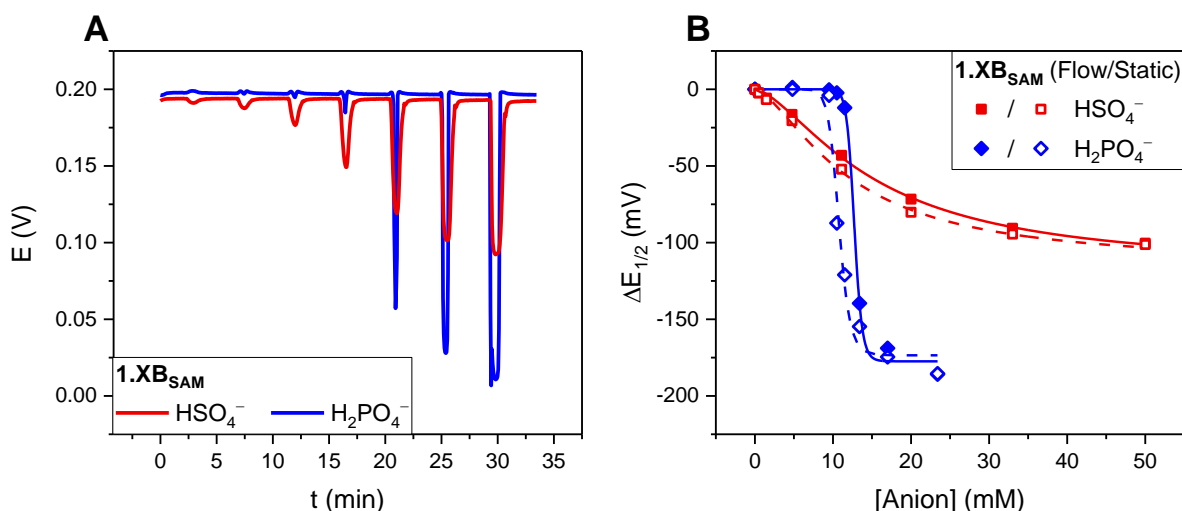 A
E (V)
0.20
0.15
0.10
0.05
0.00
1.XB_SAM
HSO₄⁻
H₂PO₄⁻
0 5 10 15 20 25 30 35
t (min)
B
ΔE₁/₂ (mV)
0
-50
-100
-150
-200
1.XB_SAM (Flow/Static)
/ HSO₄⁻
/ H₂PO₄⁻
0 10 20 30 40 50
[Anion] (mM)